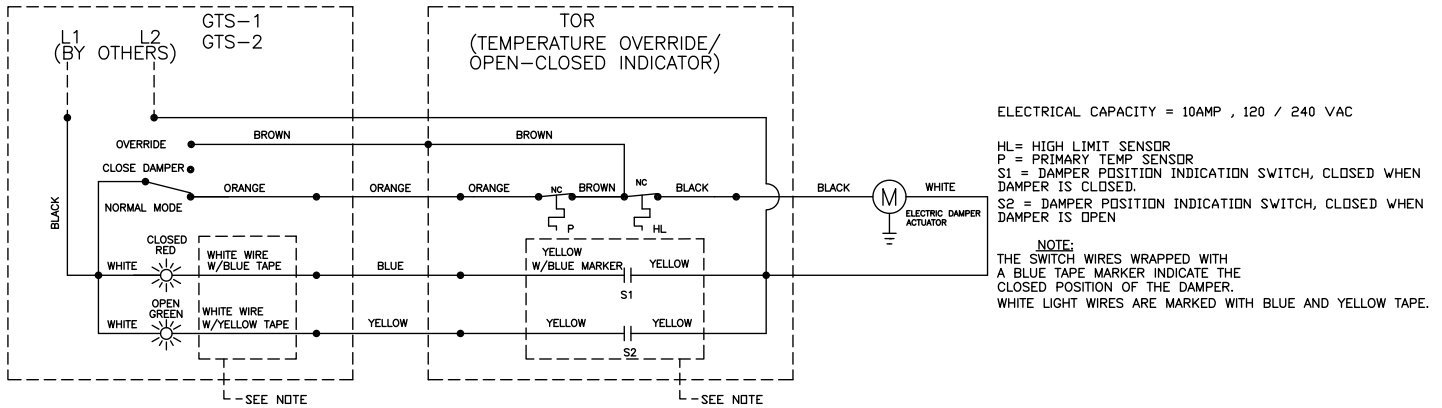 GTS-1
GTS-2
L1 L2
(BY OTHERS)
TOR
(TEMPERATURE OVERRIDE/
OPEN-CLOSED INDICATOR)
ELECTRICAL CAPACITY = 10AMP , 120 / 240 VAC
HL= HIGH LIMIT SENSOR
P = PRIMARY TEMP SENSOR
S1 = DAMPER POSITION INDICATION SWITCH, CLOSED WHEN
DAMPER IS CLOSED.
S2 = DAMPER POSITION INDICATION SWITCH, CLOSED WHEN
DAMPER IS OPEN
NOTE:
THE SWITCH WIRES WRAPPED WITH
A BLUE TAPE MARKER INDICATE THE
CLOSED POSITION OF THE DAMPER.
WHITE LIGHT WIRES ARE MARKED WITH BLUE AND YELLOW TAPE.
OVERRIDE BROWN BROWN
CLOSE DAMPER
ORANGE ORANGE ORANGE NC BROWN NC BLACK BLACK WHITE
NORMAL MODE
BLACK
P HL
M
ELECTRIC DAMPER
ACTUATOR
CLOSED
RED
WHITE
WHITE WIRE
W/BLUE TAPE
BLUE
YELLOW
W/BLUE MARKER
YELLOW
S1
OPEN
GREEN
WHITE
WHITE WIRE
W/YELLOW TAPE
YELLOW
YELLOW
YELLOW
S2
SEE NOTE
SEE NOTE